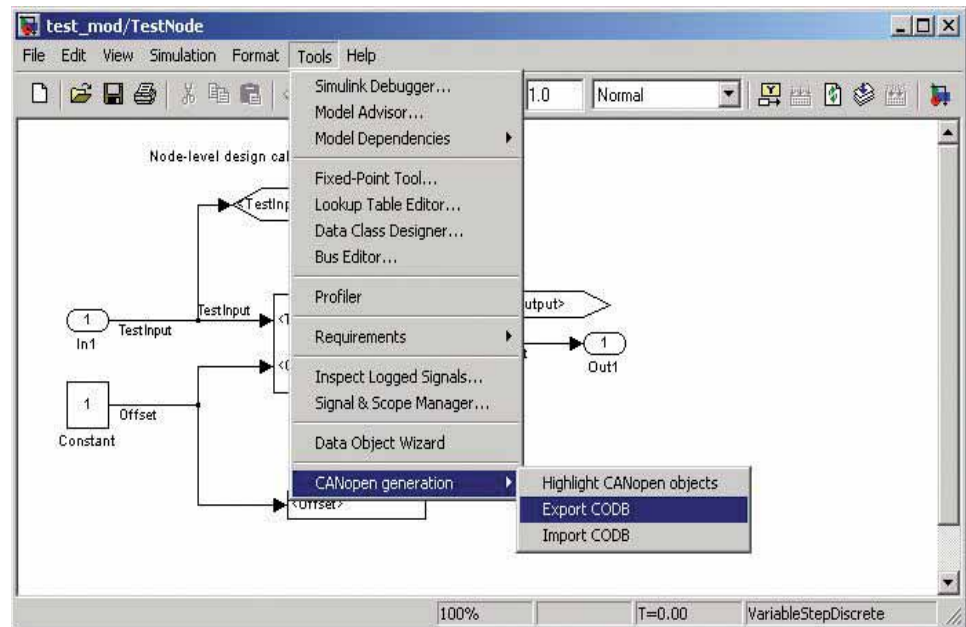 test_mod/TestNode
File Edit View Simulation Format Tools Help
1.0 Normal
Simulink Debugger...
Model Advisor...
Model Dependencies
Fixed-Point Tool...
Lookup Table Editor...
Data Class Designer...
Bus Editor...
Profiler
Requirements
Inspect Logged Signals...
Signal & Scope Manager...
Data Object Wizard
CANopen generation
Highlight CANopen objects
Export CODB
Import CODB
Node-level design
1
In1
TestInput
TestInput
1
Constant
Offset
<Offset>
1
Out1
100% T=0.00 VariableStepDiscrete